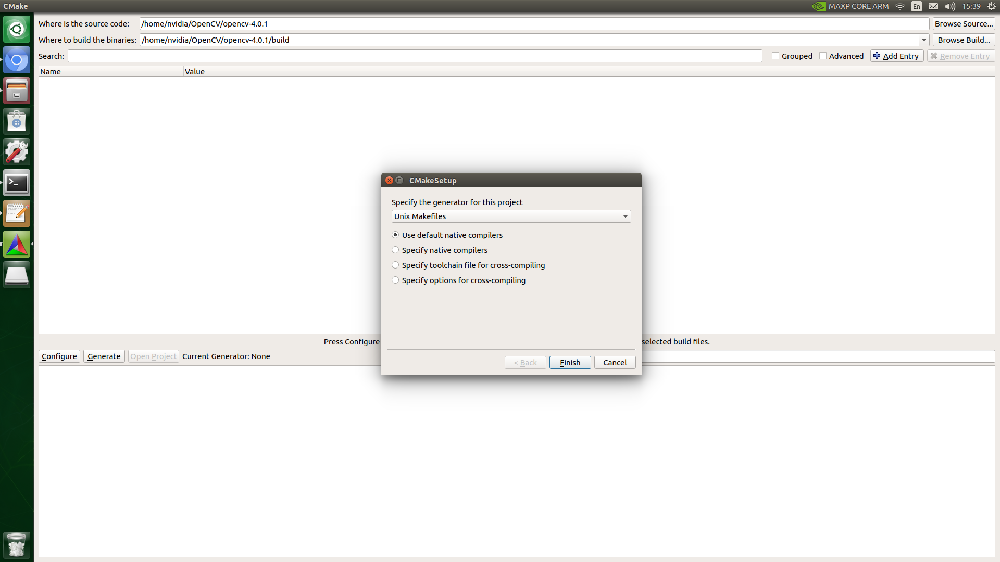 CMake
MAXP CORE ARM En 15:39
Where is the source code: /home/nvidia/OpenCV/opencv-4.0.1 Browse Source...
Where to build the binaries: /home/nvidia/OpenCV/opencv-4.0.1/build Browse Build...
Search: Grouped Advanced Add Entry Remove Entry
Name Value
CMakeSetup
Specify the generator for this project
Unix Makefiles
Use default native compilers
Specify native compilers
Specify toolchain file for cross-compiling
Specify options for cross-compiling
< Back Finish Cancel
Press Configure selected build files.
Configure Generate Open Project Current Generator: None